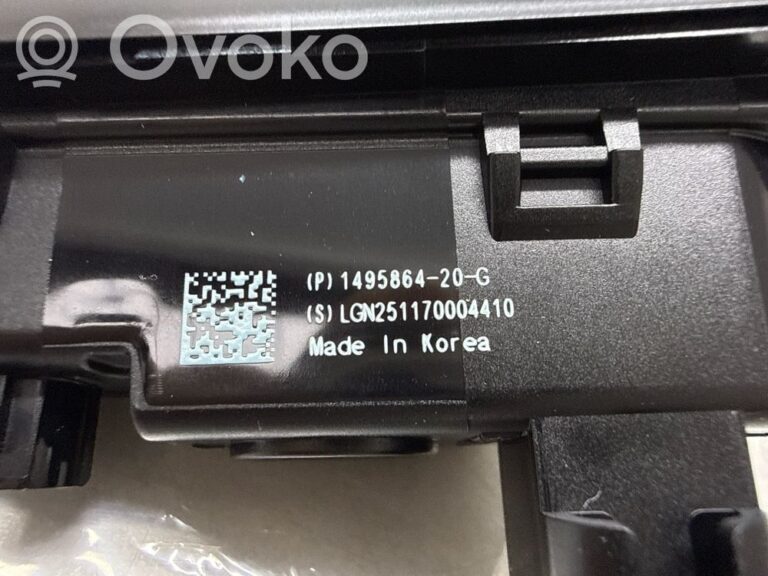 Ovoko
(P) 1495864-20-G
(S) LGN251170004410
Made In Korea